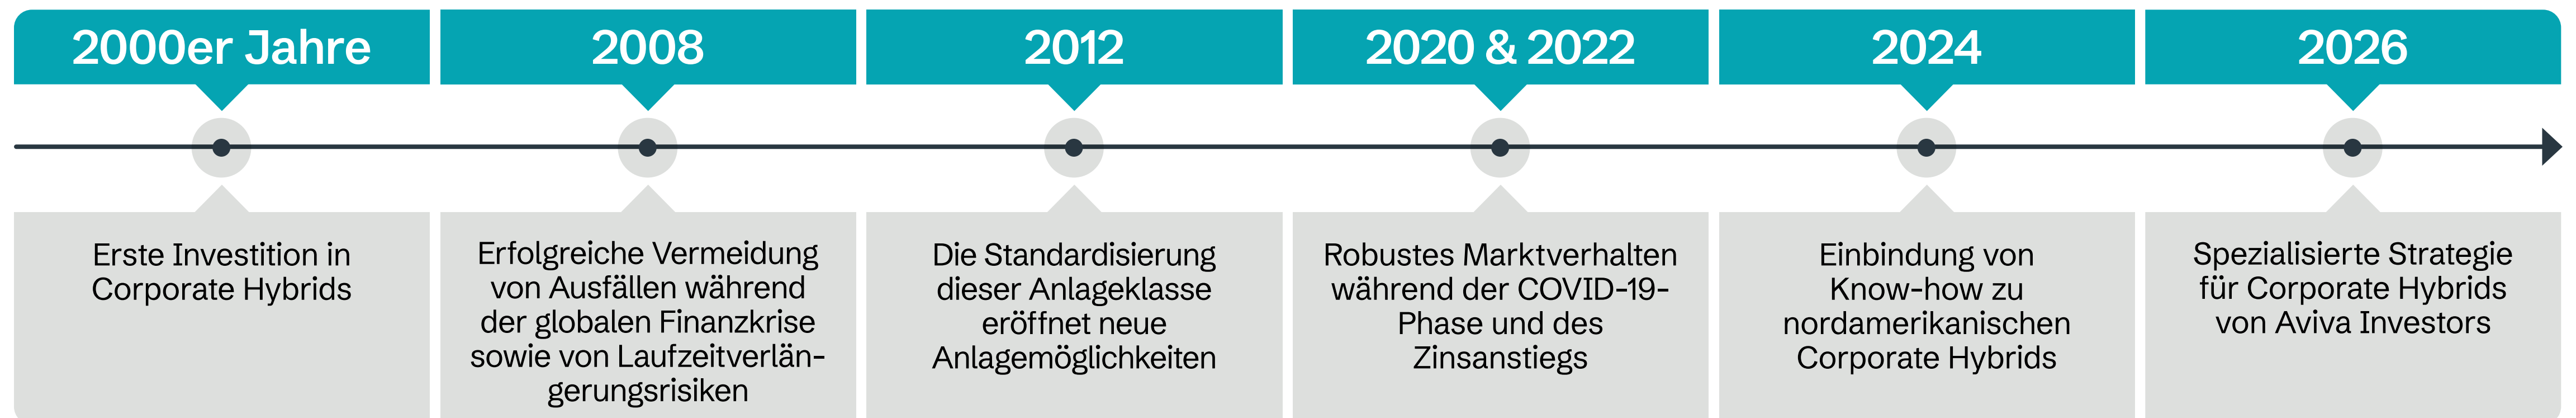 2000er Jahre
Erste Investition in
Corporate Hybrids
2008
Erfolgreiche Vermeidung
von Ausfällen während
der globalen Finanzkrise
sowie von Laufzeitverlän-
gerungsrisiken
2012
Die Standardisierung
dieser Anlageklasse
eröffnet neue
Anlagemöglichkeiten
2020 & 2022
Robustes Marktverhalten
während der COVID-19-
Phase und des
Zinsanstiegs
2024
Einbindung von
Know-how zu
nordamerikanischen
Corporate Hybrids
2026
Spezialisierte Strategie
für Corporate Hybrids
von Aviva Investors